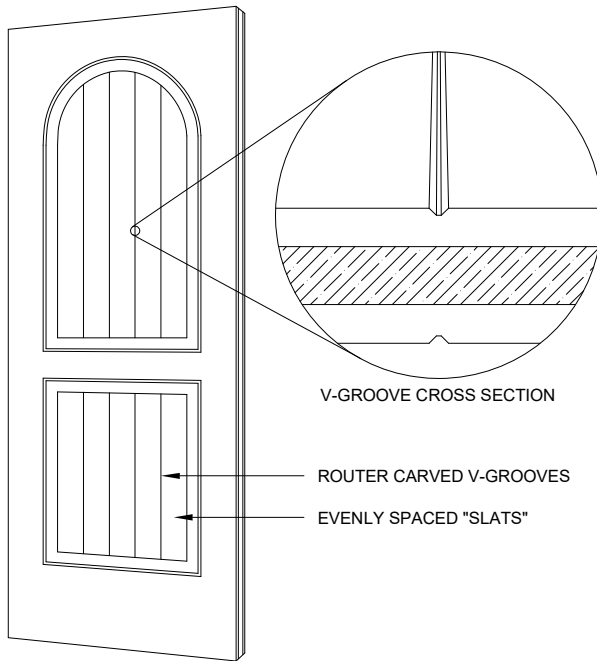 V-GROOVE CROSS SECTION
ROUTER CARVED V-GROOVES
EVENLY SPACED "SLATS"